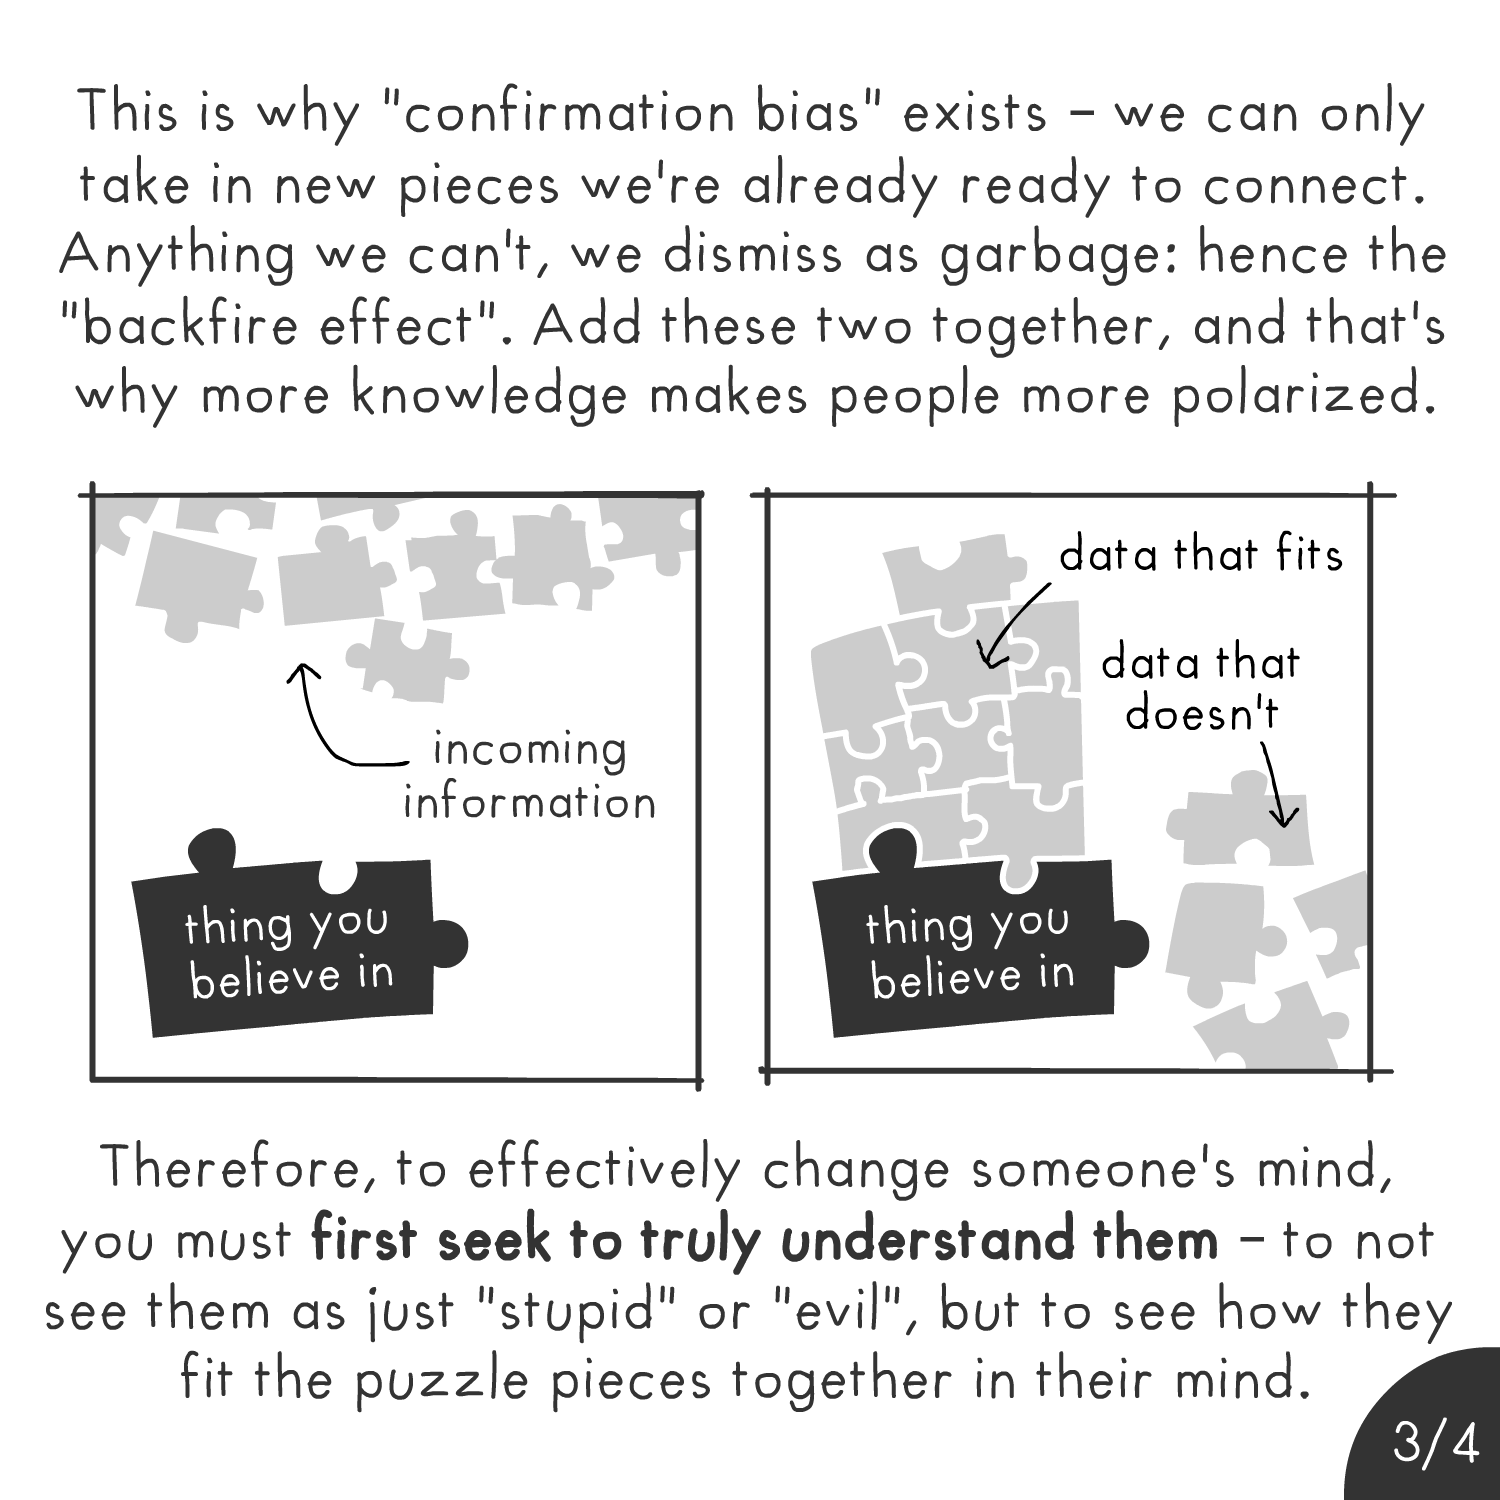 This is why "confirmation bias" exists – we can only
take in new pieces we're already ready to connect.
Anything we can't, we dismiss as garbage: hence the
"backfire effect". Add these two together, and that's
why more knowledge makes people more polarized.
incoming
information
thing you
believe in
data that fits
data that
doesn't
thing you
believe in
Therefore, to effectively change someone's mind,
you must first seek to truly understand them – to not
see them as just "stupid" or "evil", but to see how they
fit the puzzle pieces together in their mind.
3/4